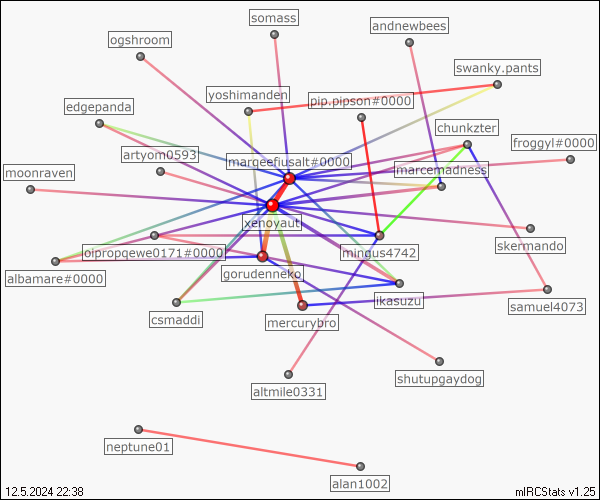 somass
andnewbees
ogshroom
swanky.pants
yoshimanden
pip.pipson#0000
edgepanda
chunkzter
froggyl#0000
artyom0593
margeefiusalt#0000
marcemadness
moonraven
xenoyaut
skermando
oipropqewe0171#0000
mingus4742
albamare#0000
gorudenneko
ikasuzu
samuel4073
csmaddi
mercurybro
shutupgaydog
altmile0331
neptune01
alan1002
12.5.2024 22:38
mIRCStats v1.25